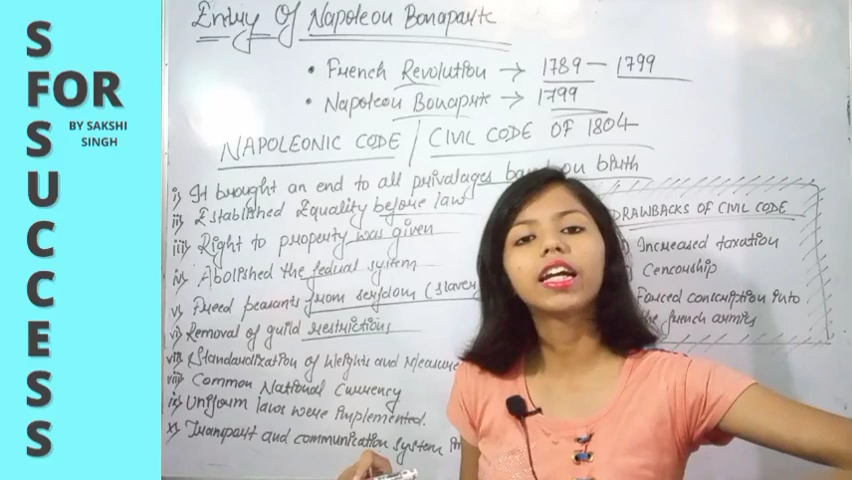 S
FOR
S
U
C
C
E
S
S
BY SAKSHI
SINGH
Entry Of Napoleon Bonaparte
• French Revolution → 1789 - 1799
• Napoleon Bonaparte → 1799
NAPOLEONIC CODE / CIVIL CODE OF 1804
i) It brought an end to all privalages based on birth
ii) Established Equality before law
iii) Right to property was given
iv) Abolished the fedual system
v) Freed peasants from serfdom (slavery
vi) Removal of guild restrictions
vii) Standardization of Weights and Measure
viii) Common National Currency
ix) Uniform laws were implemented.
x) Transport and communication system Im
DRAWBACKS OF CIVIL CODE
Increased taxation
Cencorship
Forced conscription into
the french armies